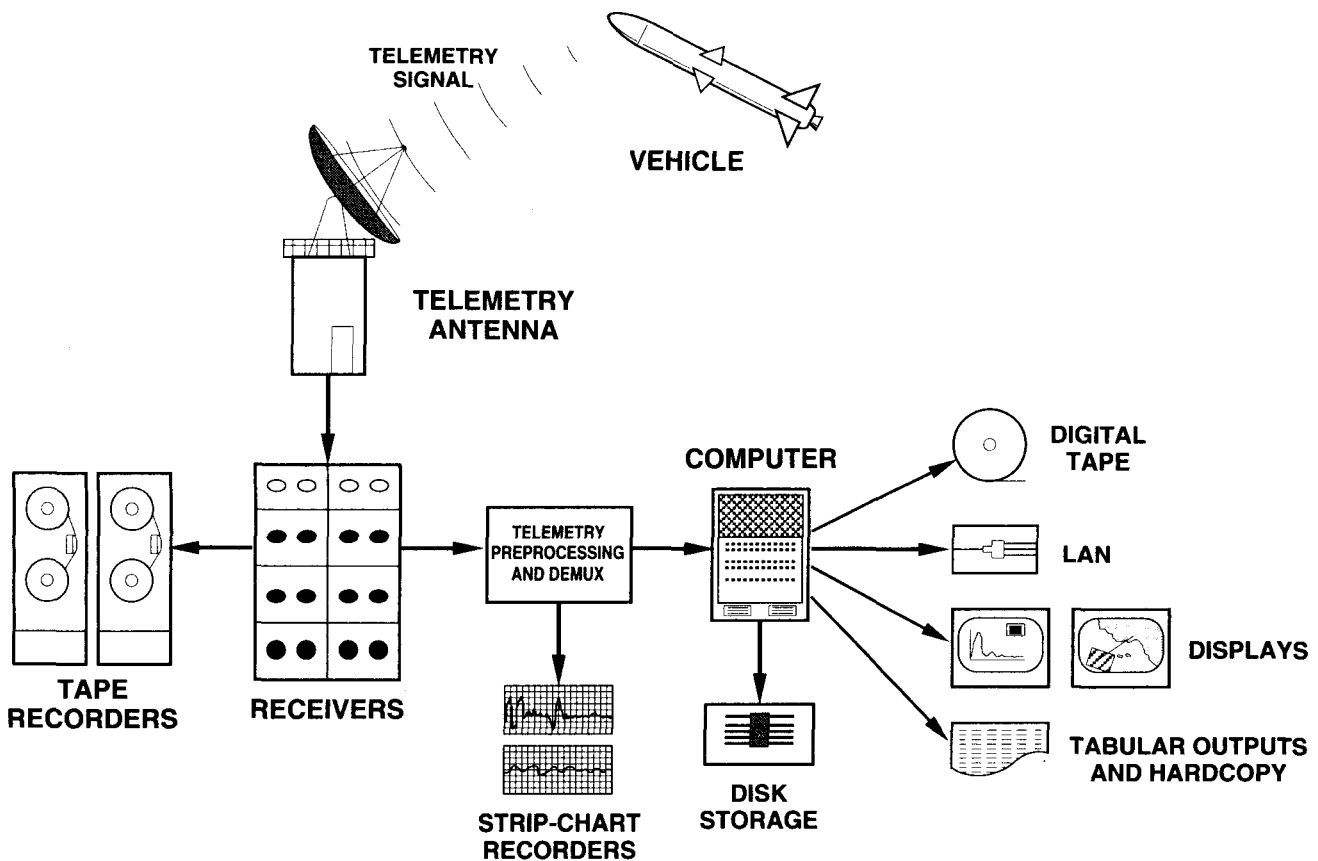 TELEMETRY
SIGNAL
VEHICLE
TELEMETRY
ANTENNA
COMPUTER
DIGITAL
TAPE
TELEMETRY
PREPROCESSING
AND DEMUX
LAN
DISPLAYS
TAPE
RECORDERS
RECEIVERS
TABULAR OUTPUTS
AND HARDCOPY
STRIP-CHART
RECORDERS
DISK
STORAGE